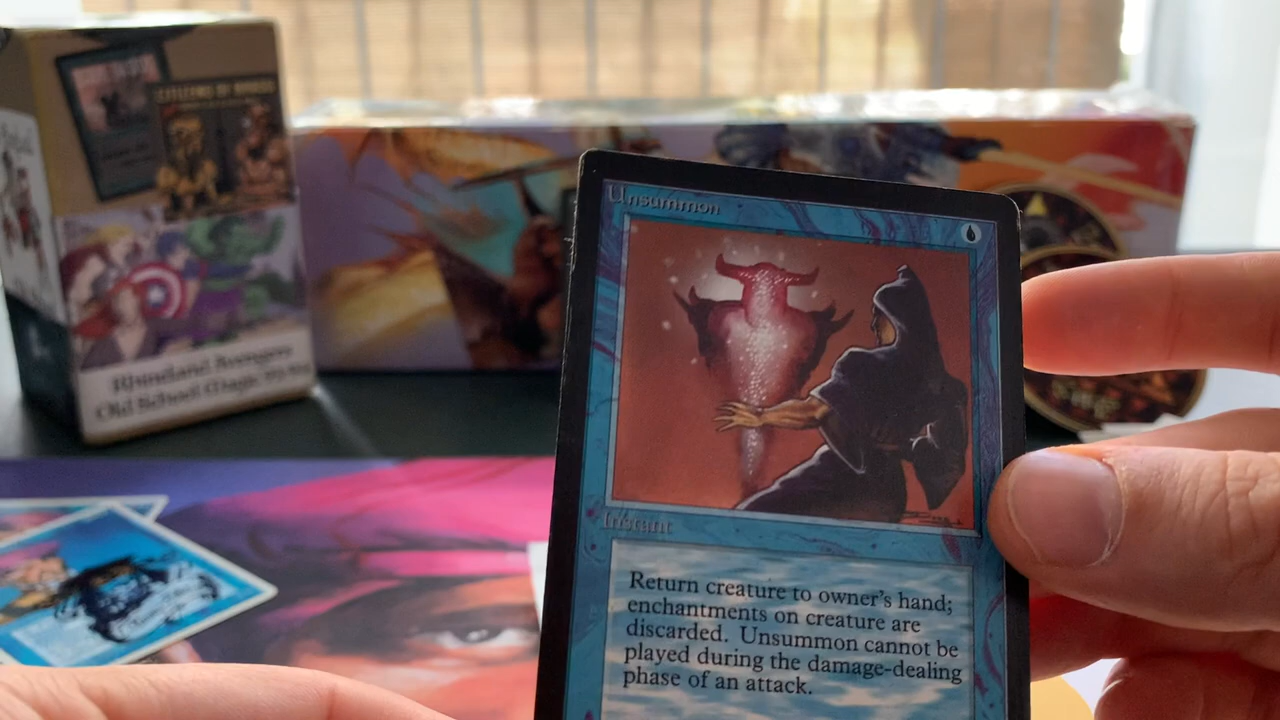 Rhineland Avengers
Old School Magic 93/94
Unsummon
Instant
Return creature to owner's hand;
enchantments on creature are
discarded. Unsummon cannot be
played during the damage-dealing
phase of an attack.